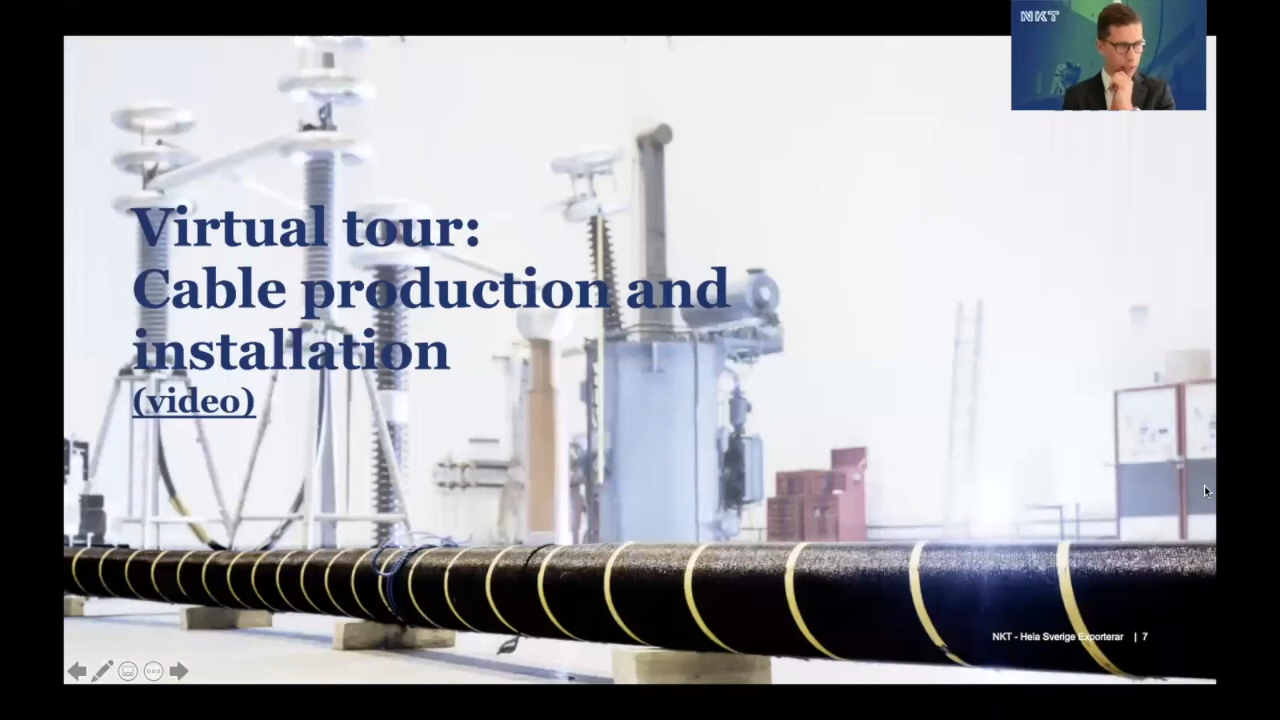 NKT
Virtual tour:
Cable production and
installation
(video)
NKT - Hela Sverige Exporterar | 7